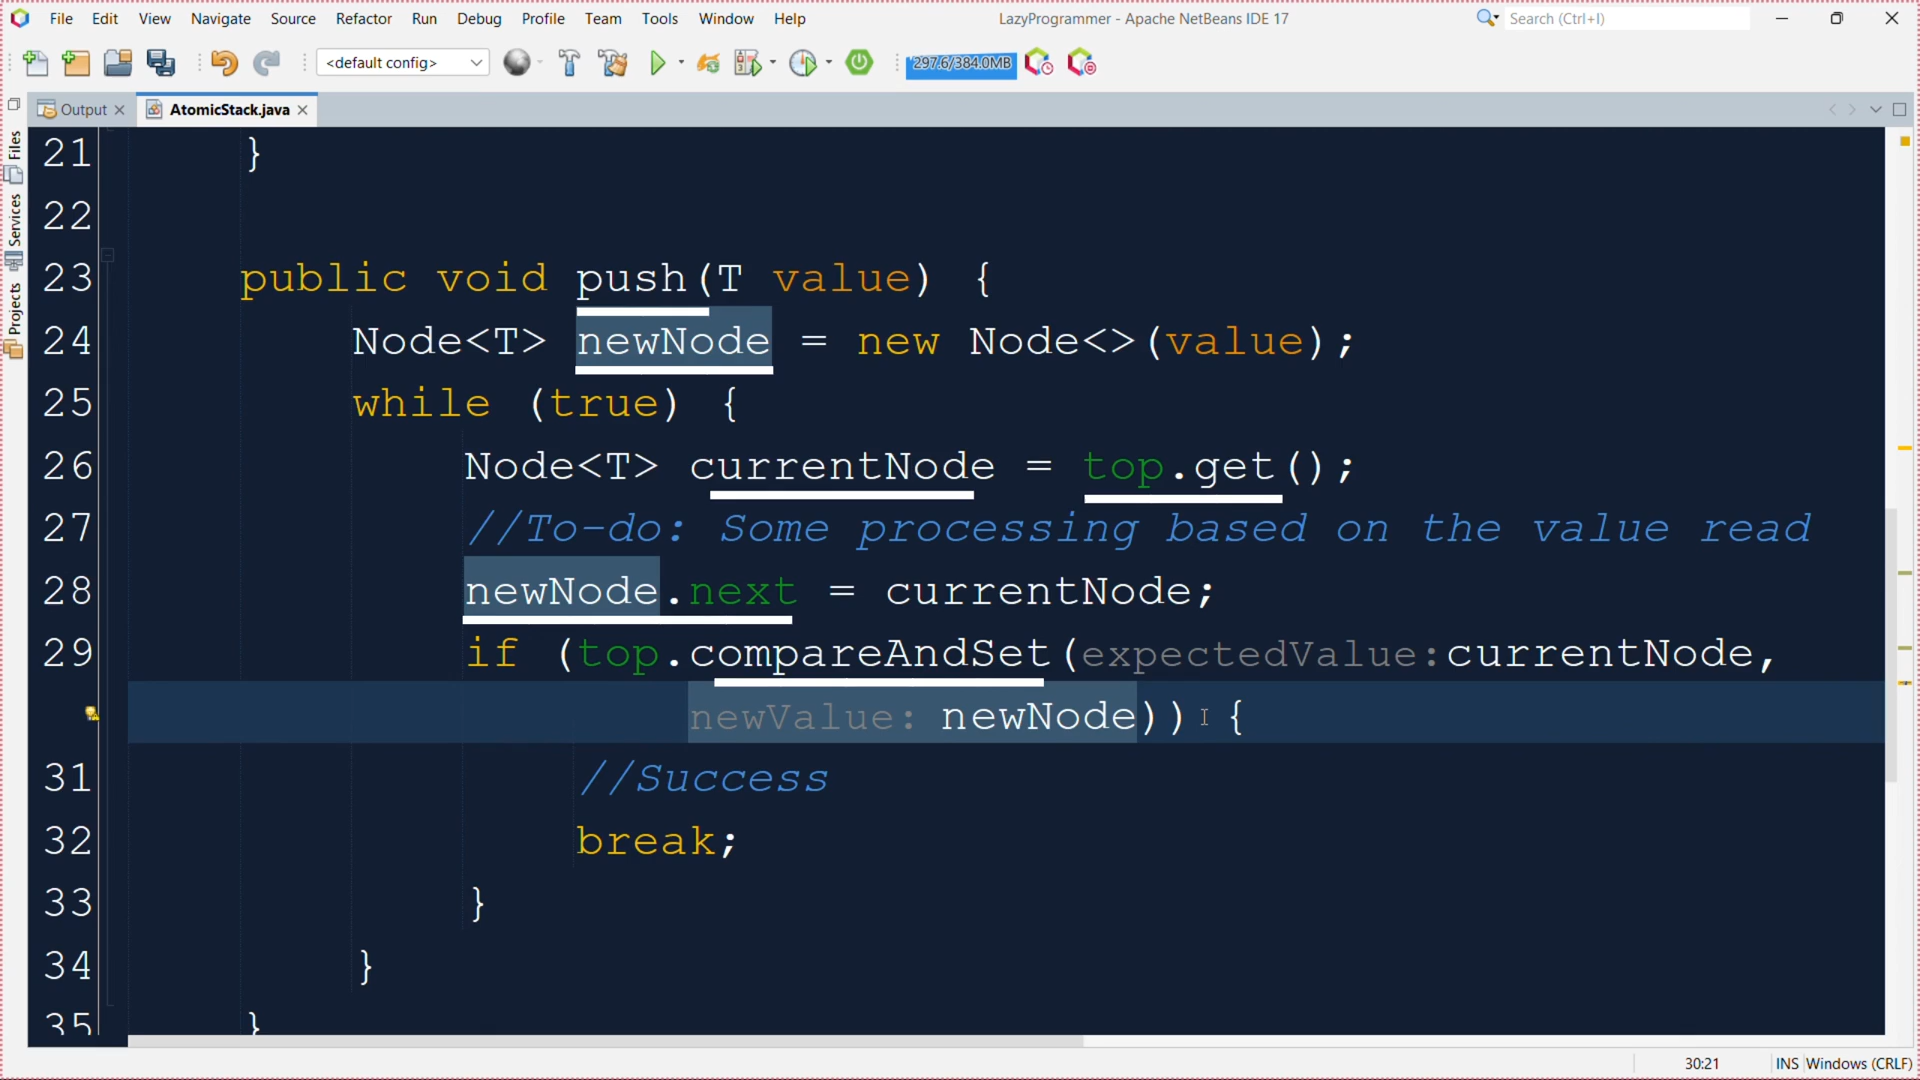 File Edit View Navigate Source Refactor Run Debug Profile Team Tools Window Help LazyProgrammer - Apache NetBeans IDE 17 Search (Ctrl+I)
<default config> 297.6/384.0MB
Output AtomicStack.java
Files
Services
Projects
21 }
22
23 public void push(T value) {
24 Node<T> newNode = new Node<>(value);
25 while (true) {
26 Node<T> currentNode = top.get();
27 //To-do: Some processing based on the value read
28 newNode.next = currentNode;
29 if (top.compareAndSet(expectedValue:currentNode,
newValue: newNode)) {
31 //Success
32 break;
33 }
34 }
35 }
30:21 INS Windows (CRLF)